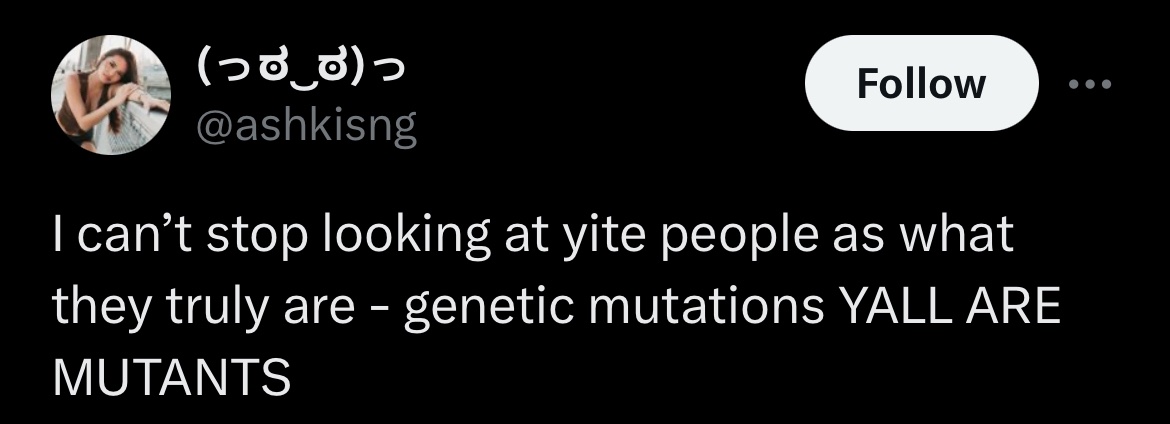 (っಠ‿ಠ)っ
@ashkisng
Follow
I can’t stop looking at yite people as what
they truly are - genetic mutations YALL ARE
MUTANTS